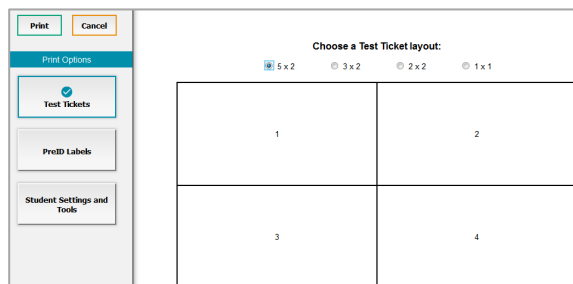 Print Cancel
Print Options
Test Tickets
PreID Labels
Student Settings and
Tools
Choose a Test Ticket layout:
5 x 2 3 x 2 2 x 2 1 x 1
1 2
3 4